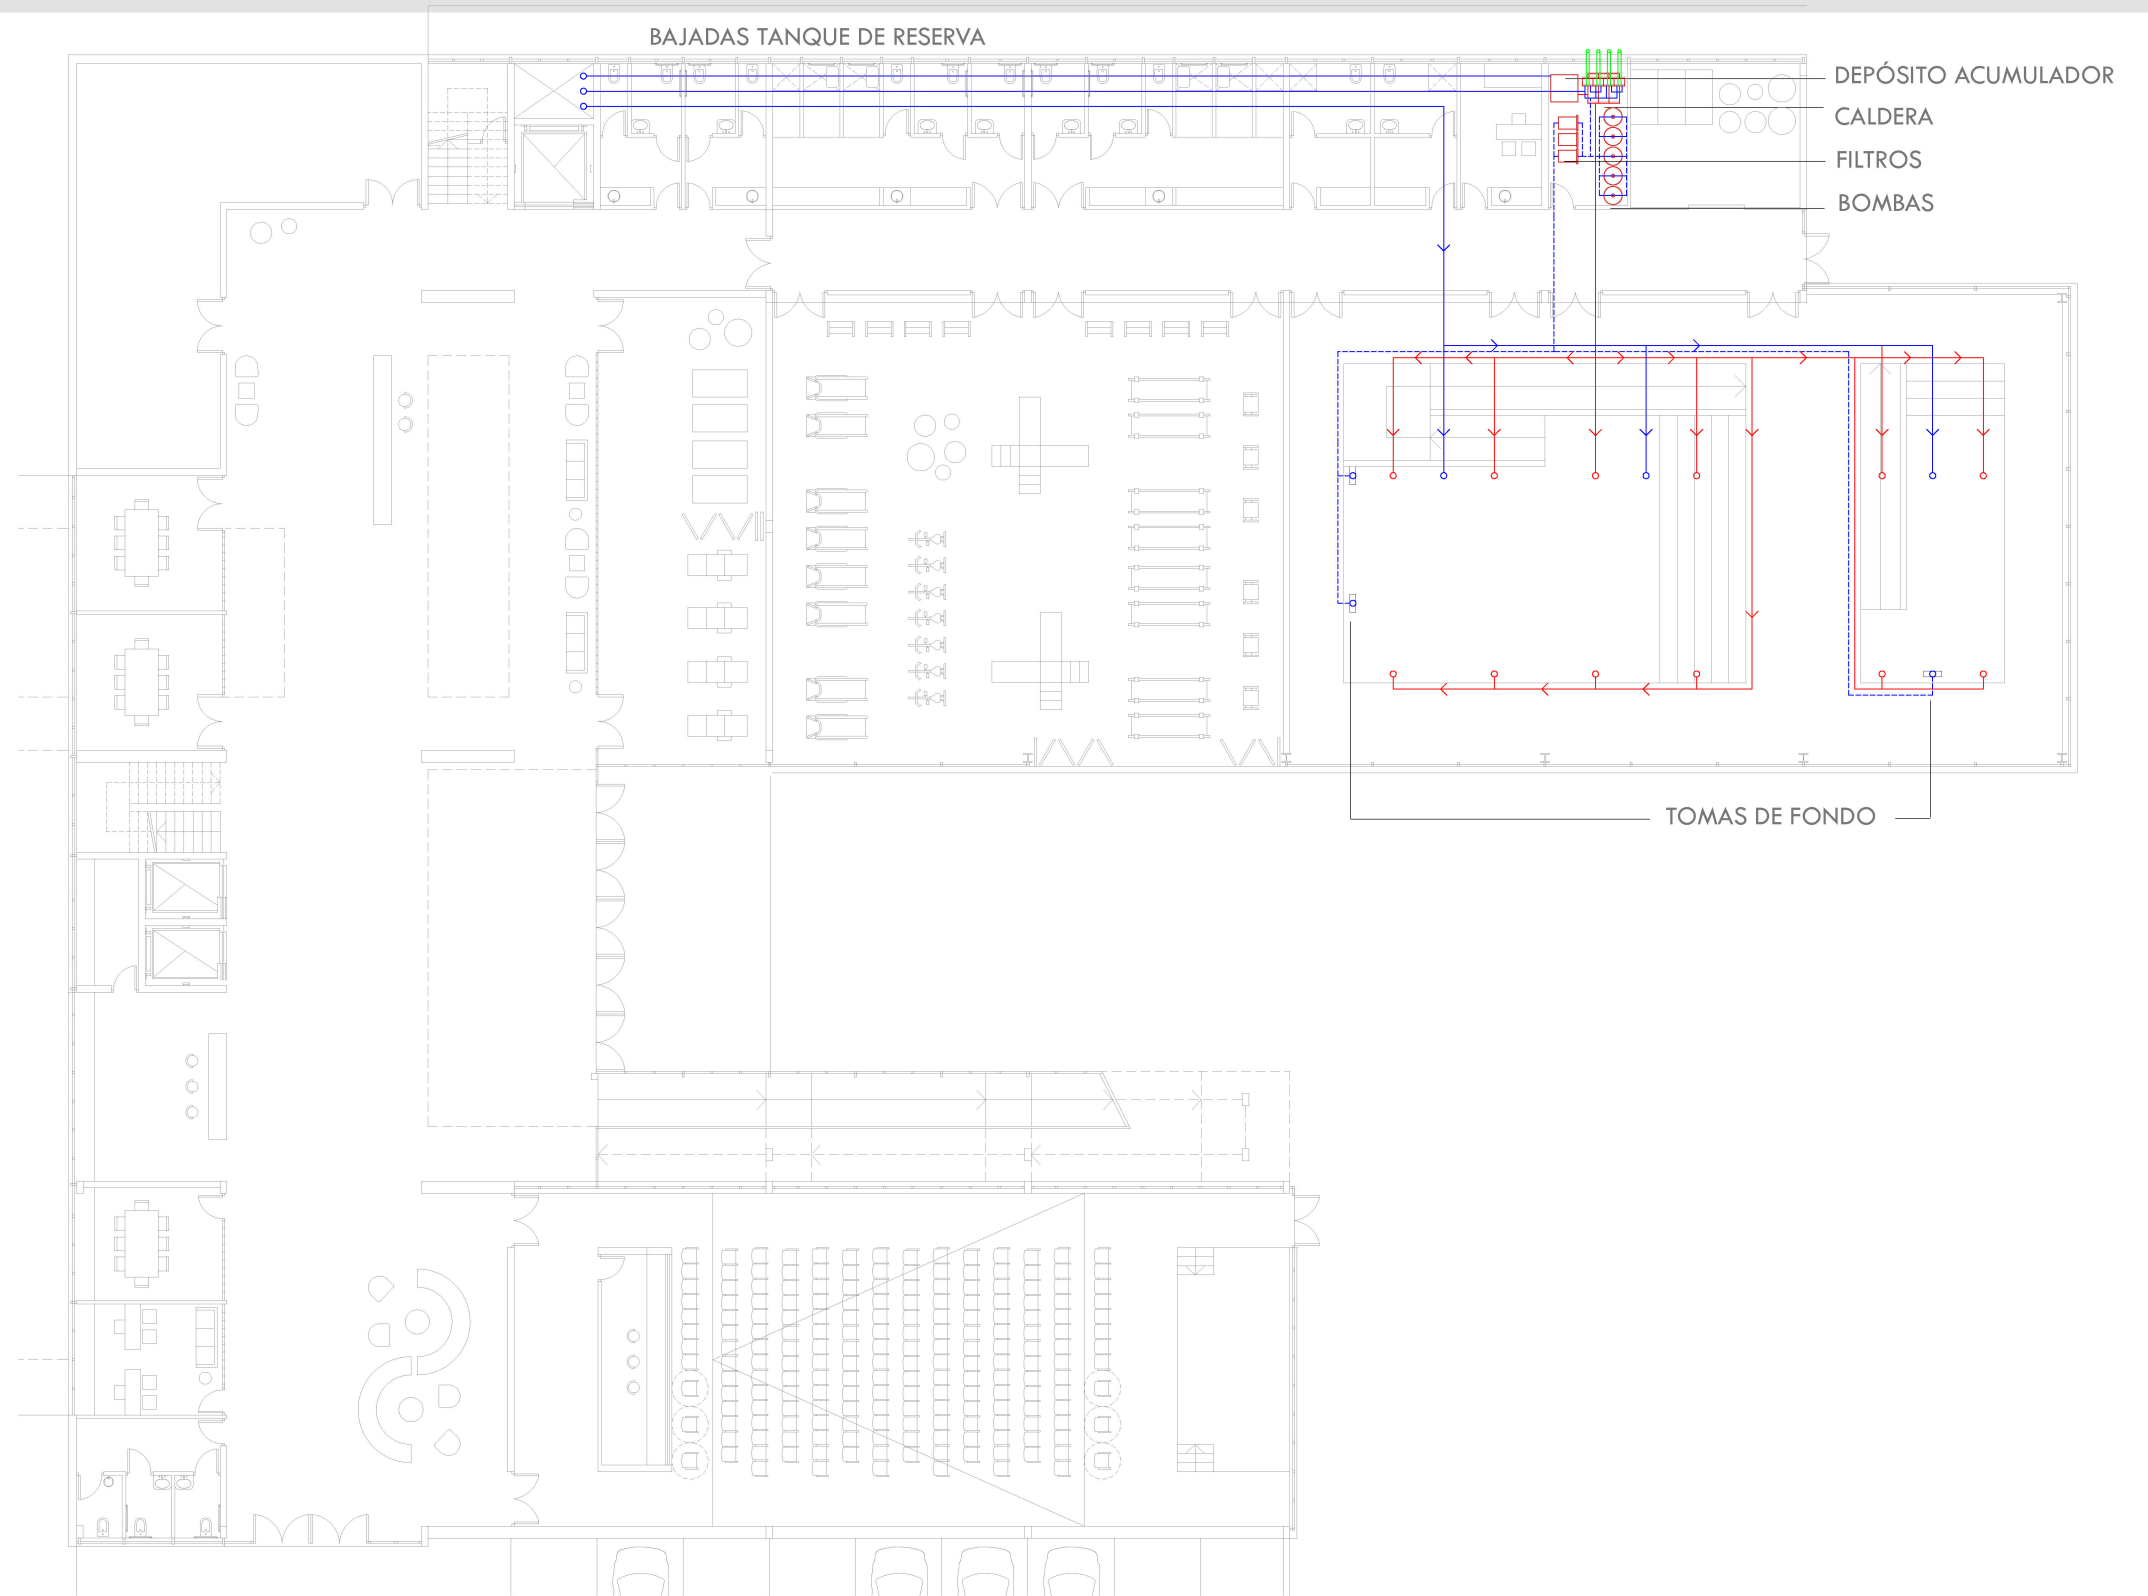 BAJADAS TANQUE DE RESERVA
DEPÓSITO ACUMULADOR
CALDERA
FILTROS
BOMBAS
TOMAS DE FONDO